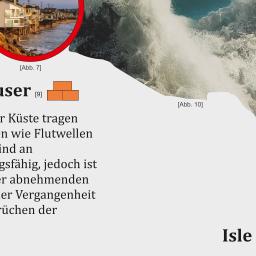 [Abb. 7]
[Abb. 10]
user [9]
r Küste tragen
n wie Flutwellen
ind an
gsfähig, jedoch ist
er abnehmenden
er Vergangenheit
rüchen der
Isle